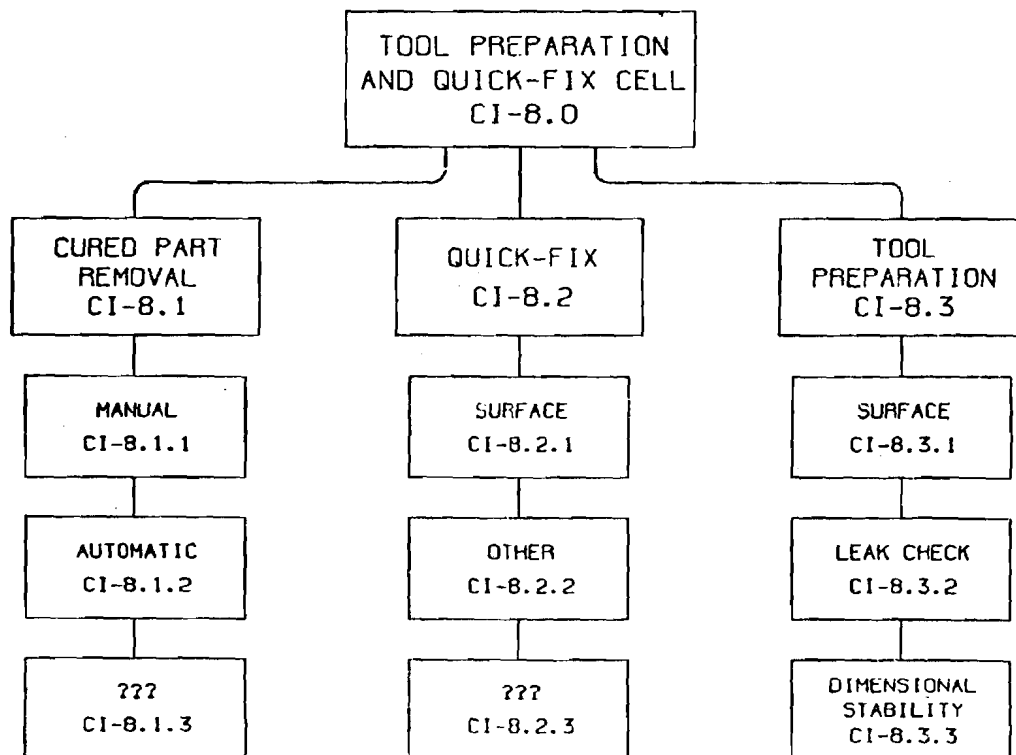 TOOL PREPARATION
AND QUICK-FIX CELL
CI-8.0
CURED PART
REMOVAL
CI-8.1
QUICK-FIX
CI-8.2
TOOL
PREPARATION
CI-8.3
MANUAL
CI-8.1.1
SURFACE
CI-8.2.1
SURFACE
CI-8.3.1
AUTOMATIC
CI-8.1.2
OTHER
CI-8.2.2
LEAK CHECK
CI-8.3.2
???
CI-8.1.3
???
CI-8.2.3
DIMENSIONAL
STABILITY
CI-8.3.3